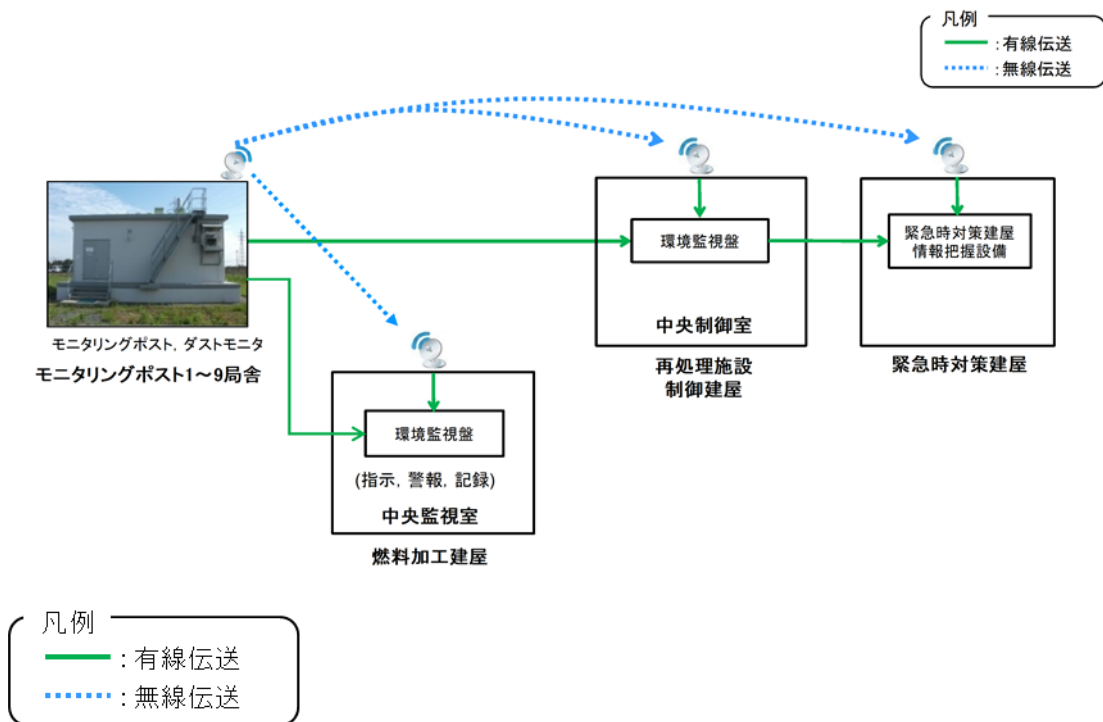 凡例
:有線伝送
:無線伝送
環境監視盤
緊急時対策建屋
情報把握設備
中央制御室
再処理施設
制御建屋
緊急時対策建屋
モニタリングポスト, ダストモニタ
モニタリングポスト1～9局舎
環境監視盤
(指示, 警報, 記録)
中央監視室
燃料加工建屋
凡例
:有線伝送
:無線伝送